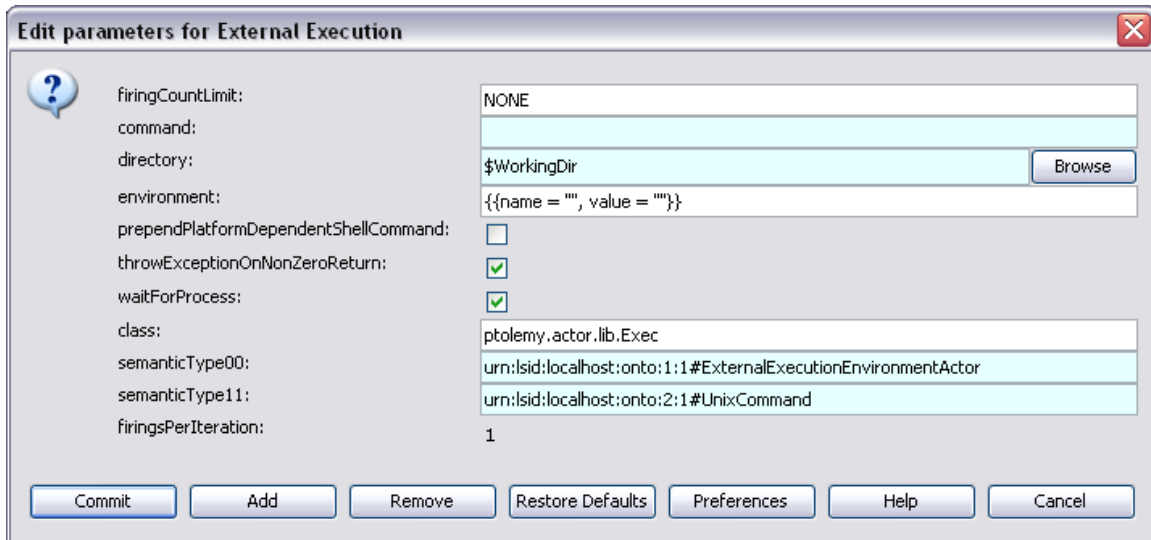 Edit parameters for External Execution
firingCountLimit: NONE
command:
directory: $WorkingDir Browse
environment: {{name = "", value = ""}}
prependPlatformDependentShellCommand:
throwExceptionOnNonZeroReturn:
waitForProcess:
class: ptolemy.actor.lib.Exec
semanticType00: urn:lsid:localhost:onto:1:1#ExternalExecutionEnvironmentActor
semanticType11: urn:lsid:localhost:onto:2:1#UnixCommand
firingsPerIteration: 1
Commit Add Remove Restore Defaults Preferences Help Cancel